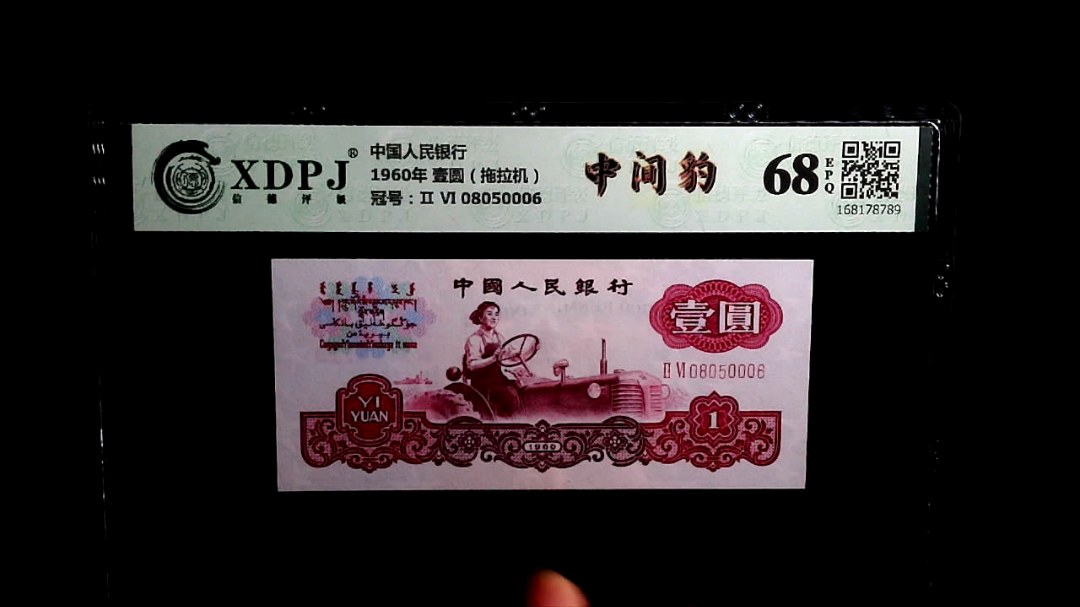 XDPJ®
信德评级
中国人民银行
1960年 壹圆（拖拉机）
冠号：Ⅱ Ⅵ 08050006
中间豹
68
EPQ
168178789
中國人民銀行
壹圓
Ⅱ Ⅵ 08050006
YI
YUAN
1
1960